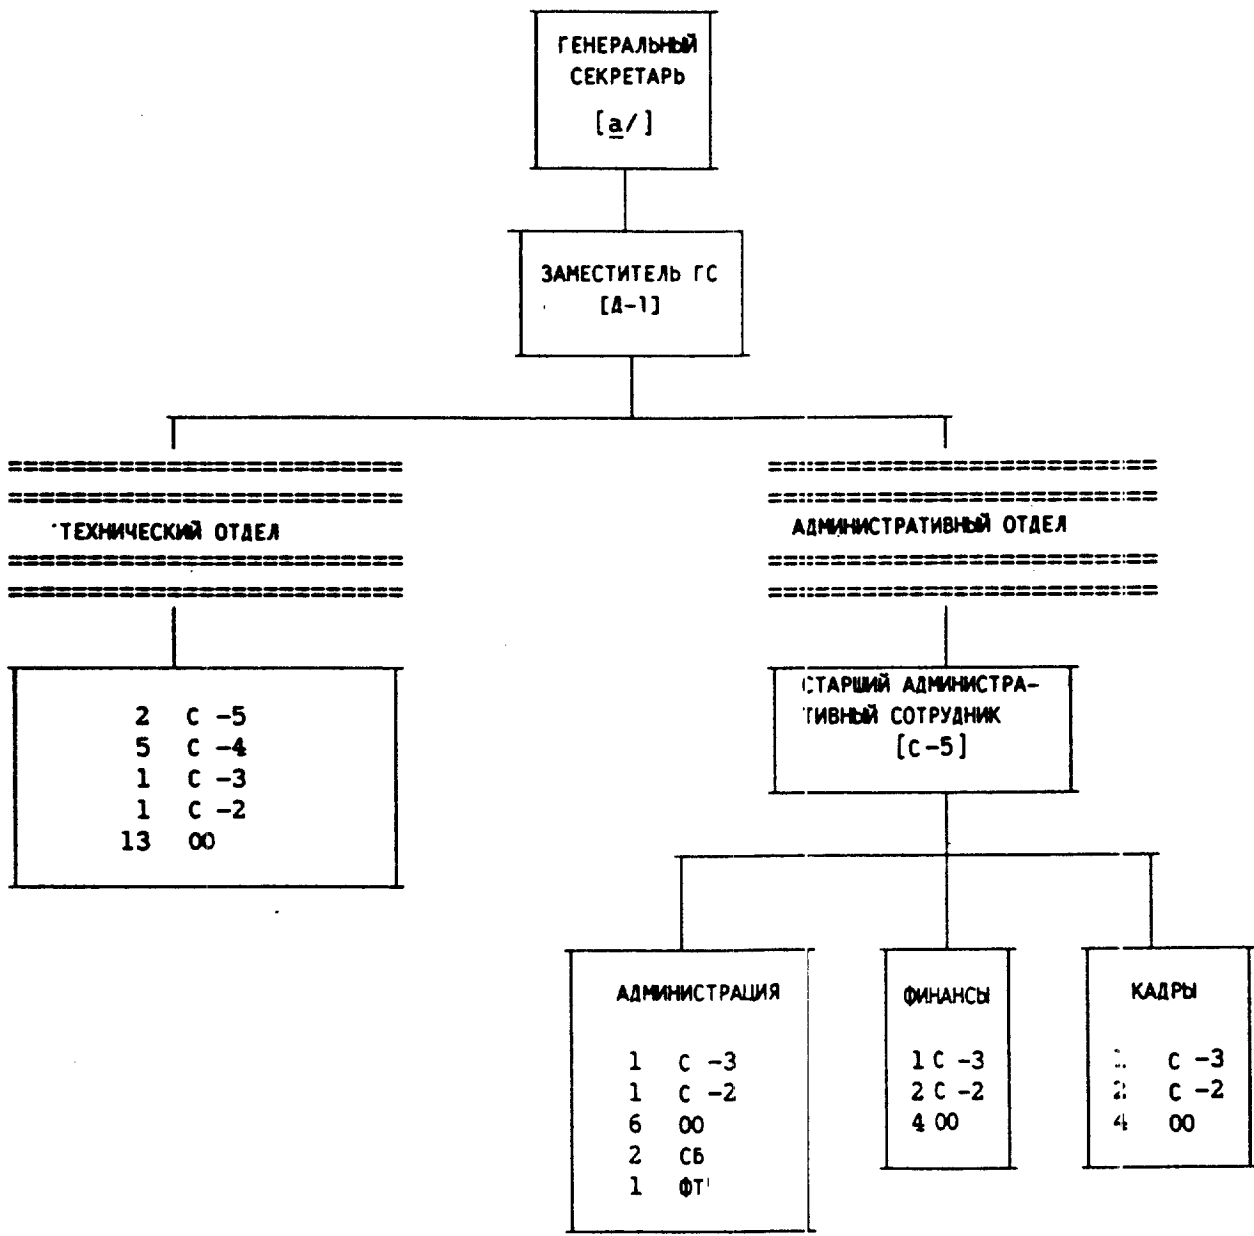 ГЕНЕРАЛЬНЫЙ
СЕКРЕТАРЬ
[a/]
ЗАМЕСТИТЕЛЬ ГС
[Д-1]
ТЕХНИЧЕСКИЙ ОТДЕЛ
АДМИНИСТРАТИВНЫЙ ОТДЕЛ
2 С -5
5 С -4
1 С -3
1 С -2
13 ОО
СТАРШИЙ АДМИНИСТРА-
ТИВНЫЙ СОТРУДНИК
[С-5]
АДМИНИСТРАЦИЯ
1 С -3
1 С -2
6 ОО
2 СБ
1 ФТ
ФИНАНСЫ
1 С -3
2 С -2
4 ОО
КАДРЫ
С -3
2 С -2
4 ОО